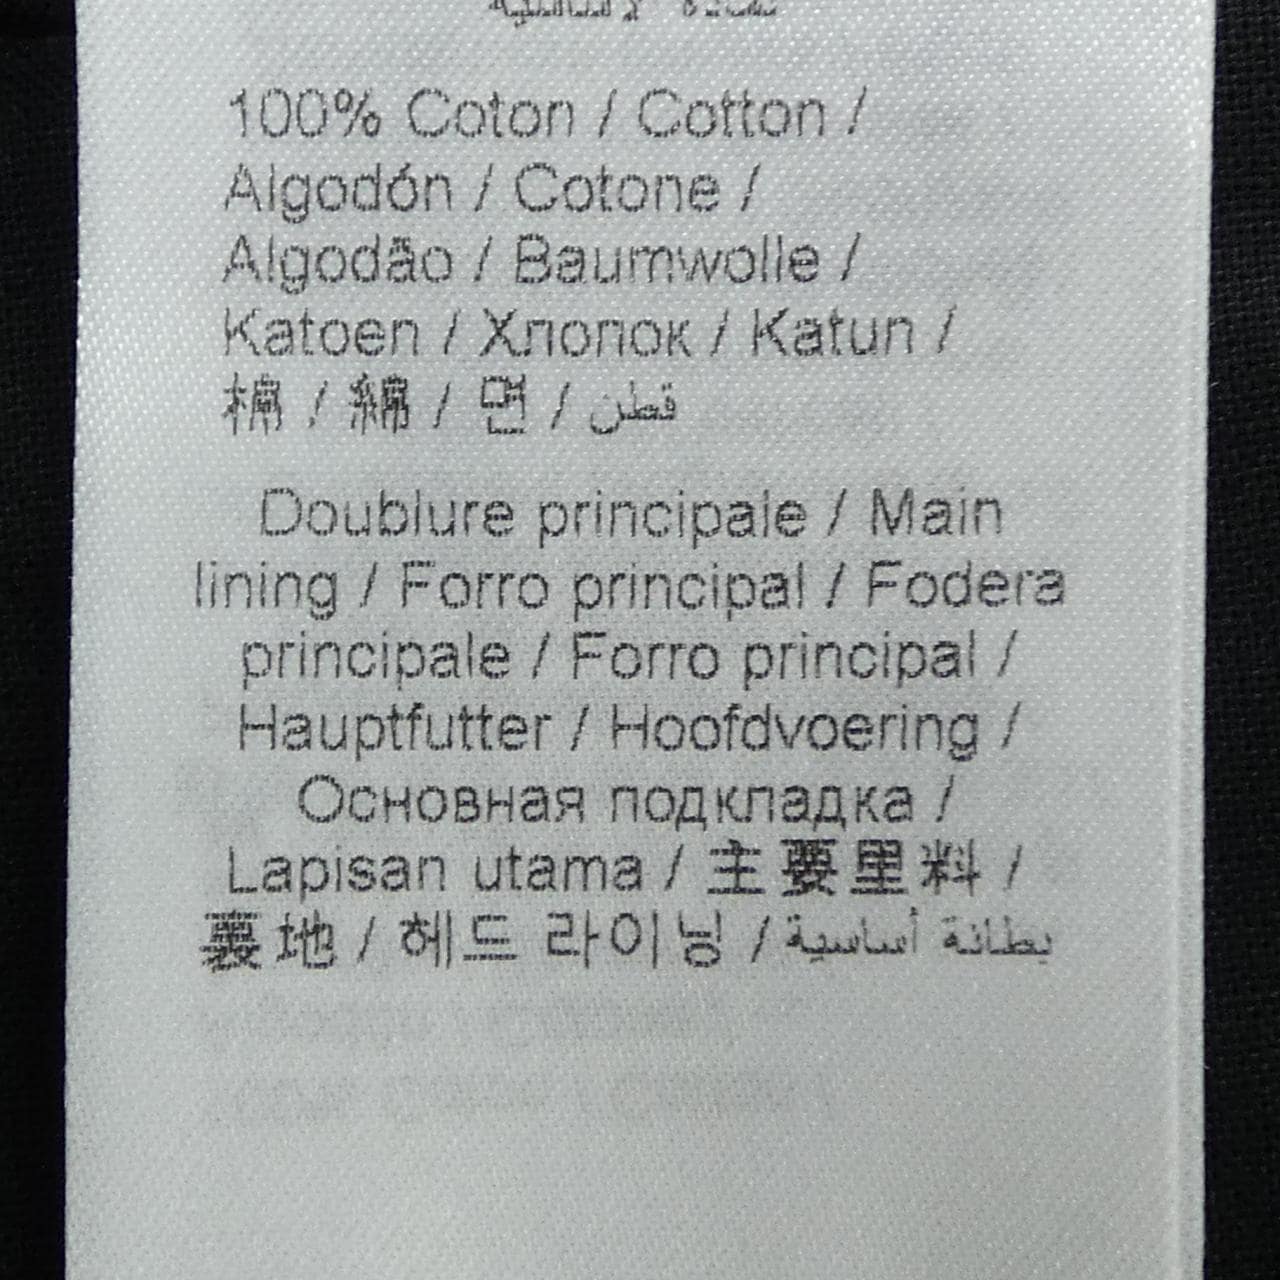 100% Coton / Cotton /
Algodón / Cotone /
Algodão / Baumwolle /
Katoen / Хлопок / Katun /
棉 / 綿 / 면 / قطن
Doublure principale / Main
lining / Forro principal / Fodera
principale / Forro principal /
Hauptfutter / Hoofdvoering /
Основная подкладка /
Lapisan utama / 主要里料 /
裏地 / 헤드 라이닝 / بطانة أساسية